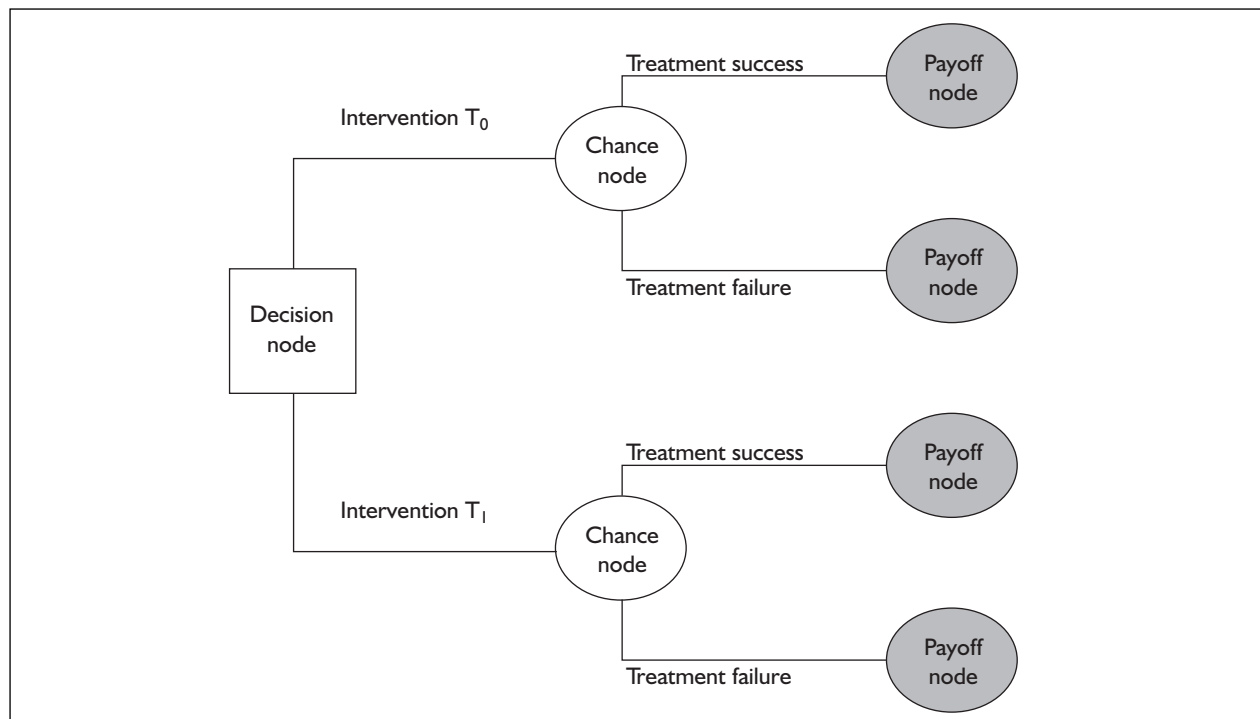 Treatment success
Payoff
node
Intervention T₀
Chance
node
Treatment failure
Payoff
node
Decision
node
Treatment success
Payoff
node
Intervention T₁
Chance
node
Treatment failure
Payoff
node